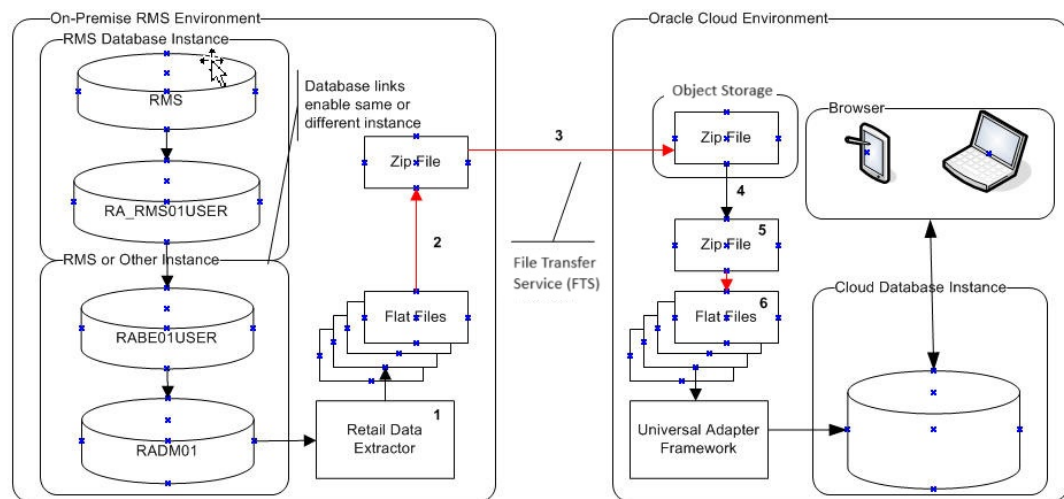 On-Premise RMS Environment
RMS Database Instance
RMS
RA_RMS01USER
Database links
enable same or
different instance
RMS or Other Instance
RABE01USER
RADM01
Zip File
2
Flat Files
1
Retail Data
Extractor
3
File Transfer
Service (FTS)
Oracle Cloud Environment
Object Storage
Zip File
4
Zip File
5
Flat Files
6
Universal Adapter
Framework
Browser
Cloud Database Instance